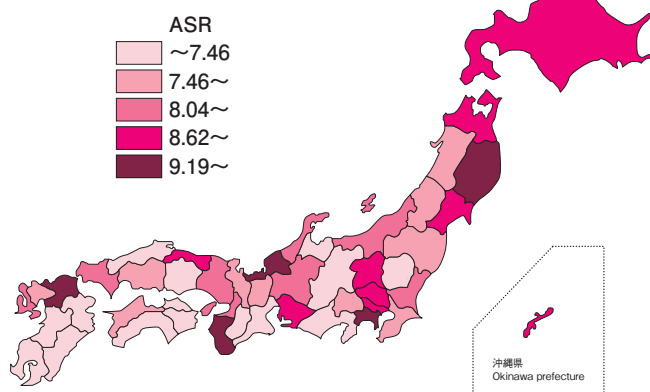 ASR
～7.46
7.46～
8.04～
8.62～
9.19～
沖縄県
Okinawa prefecture